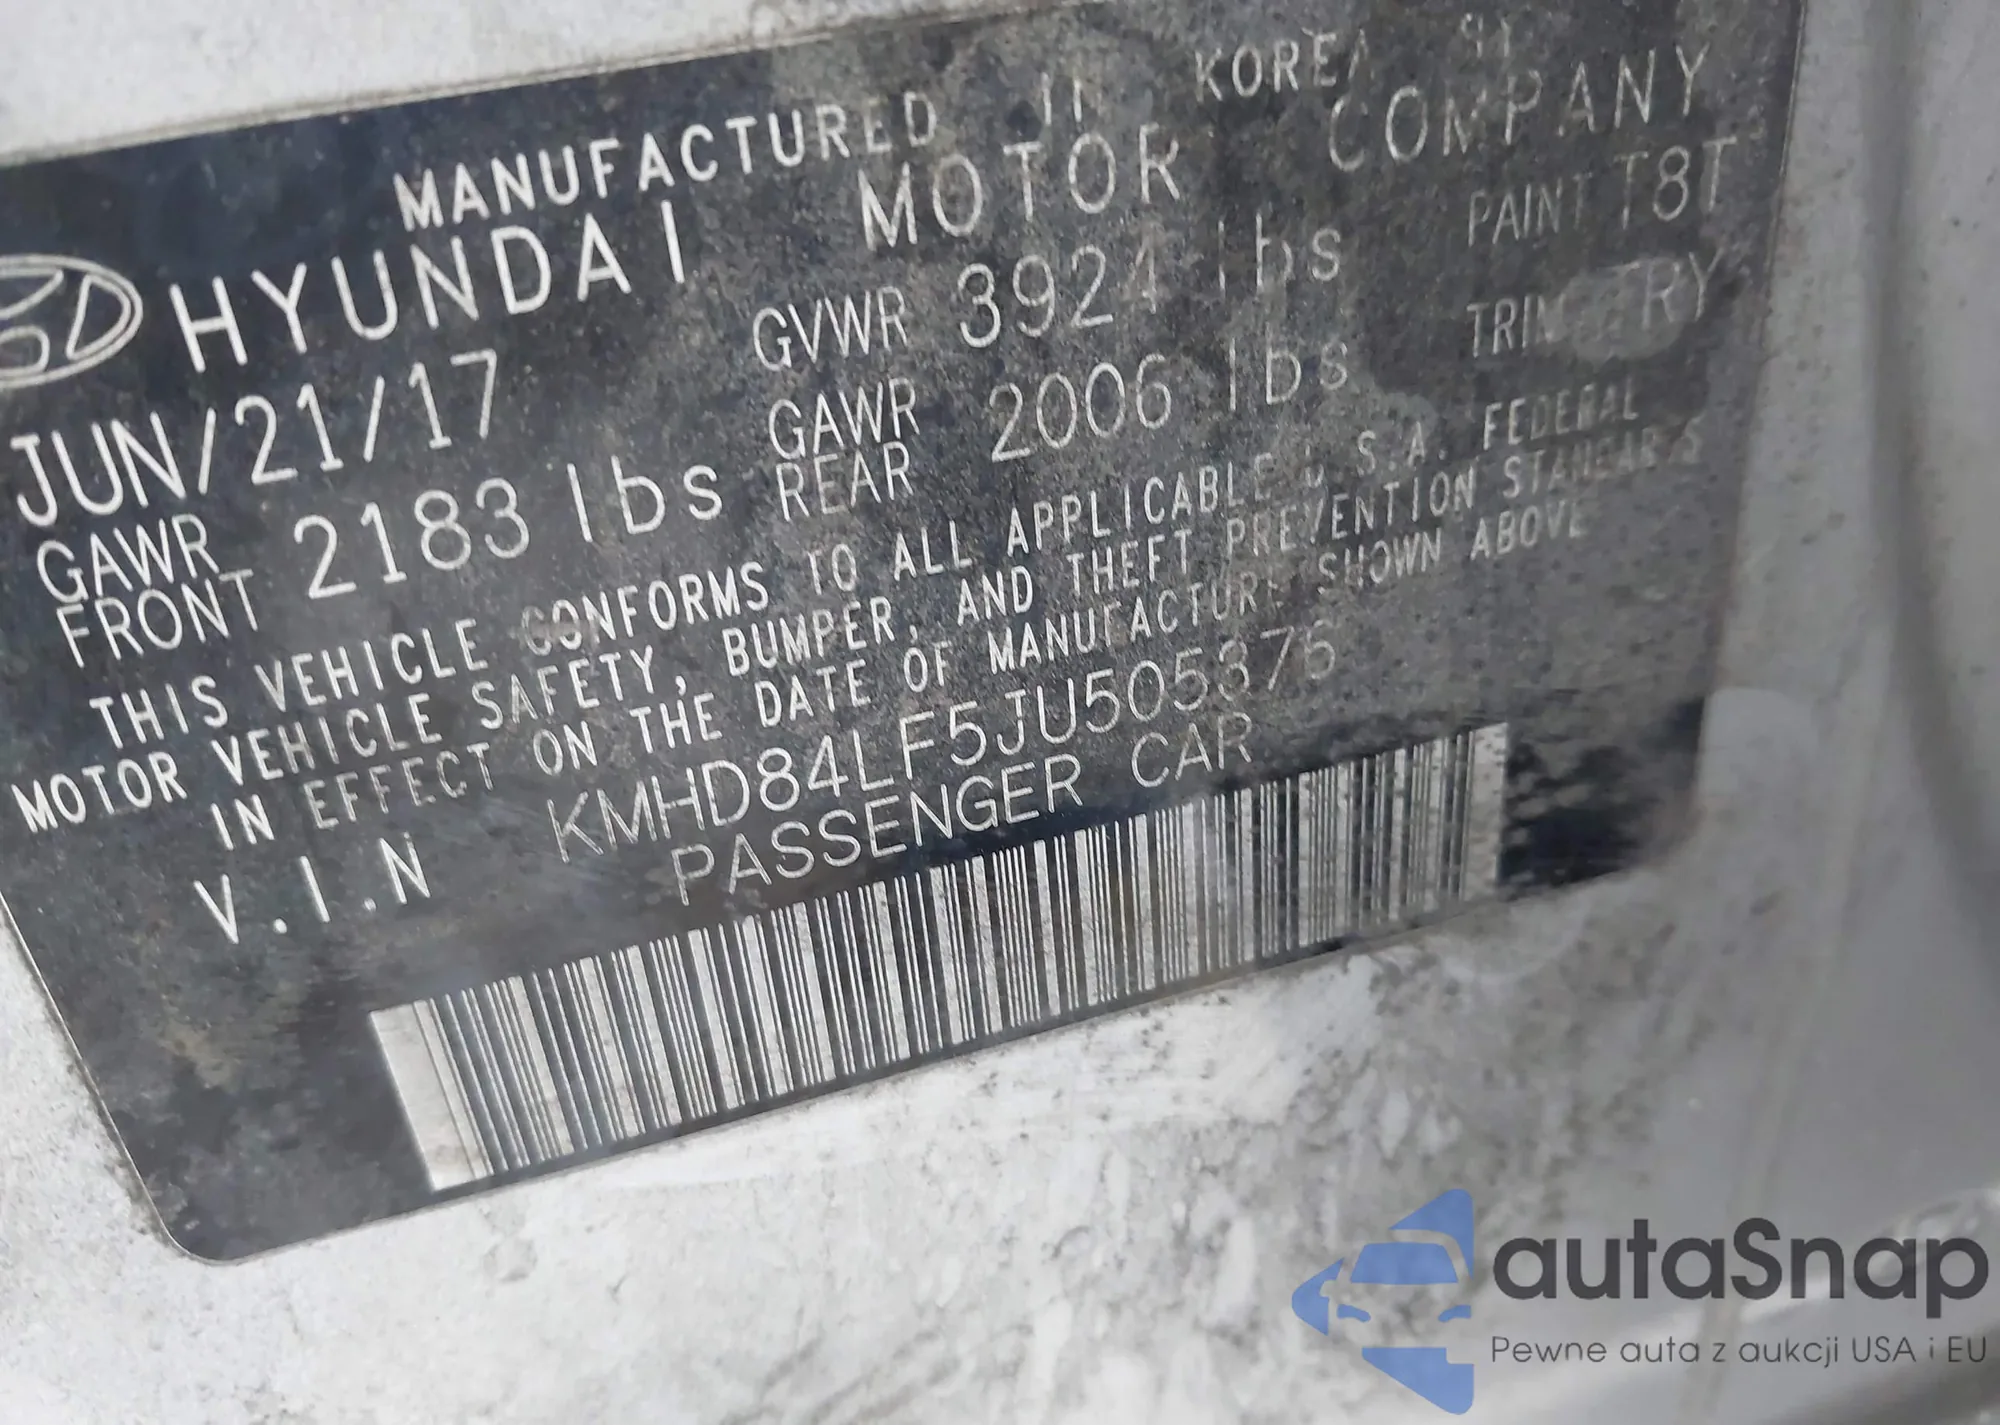 MANUFACTURED IN KOREA BY
HYUNDAI MOTOR COMPANY
JUN/21/17 GVWR 3924 lbs PAINT T8T
GAWR FRONT 2183 lbs GAWR REAR 2006 lbs TRIM TRY
THIS VEHICLE CONFORMS TO ALL APPLICABLE U.S.A. FEDERAL
MOTOR VEHICLE SAFETY, BUMPER, AND THEFT PREVENTION STANDARDS
IN EFFECT ON THE DATE OF MANUFACTURE SHOWN ABOVE
V.I.N KMHD84LF5JU505376
PASSENGER CAR
autaSnap
Pewne auta z aukcji USA i EU